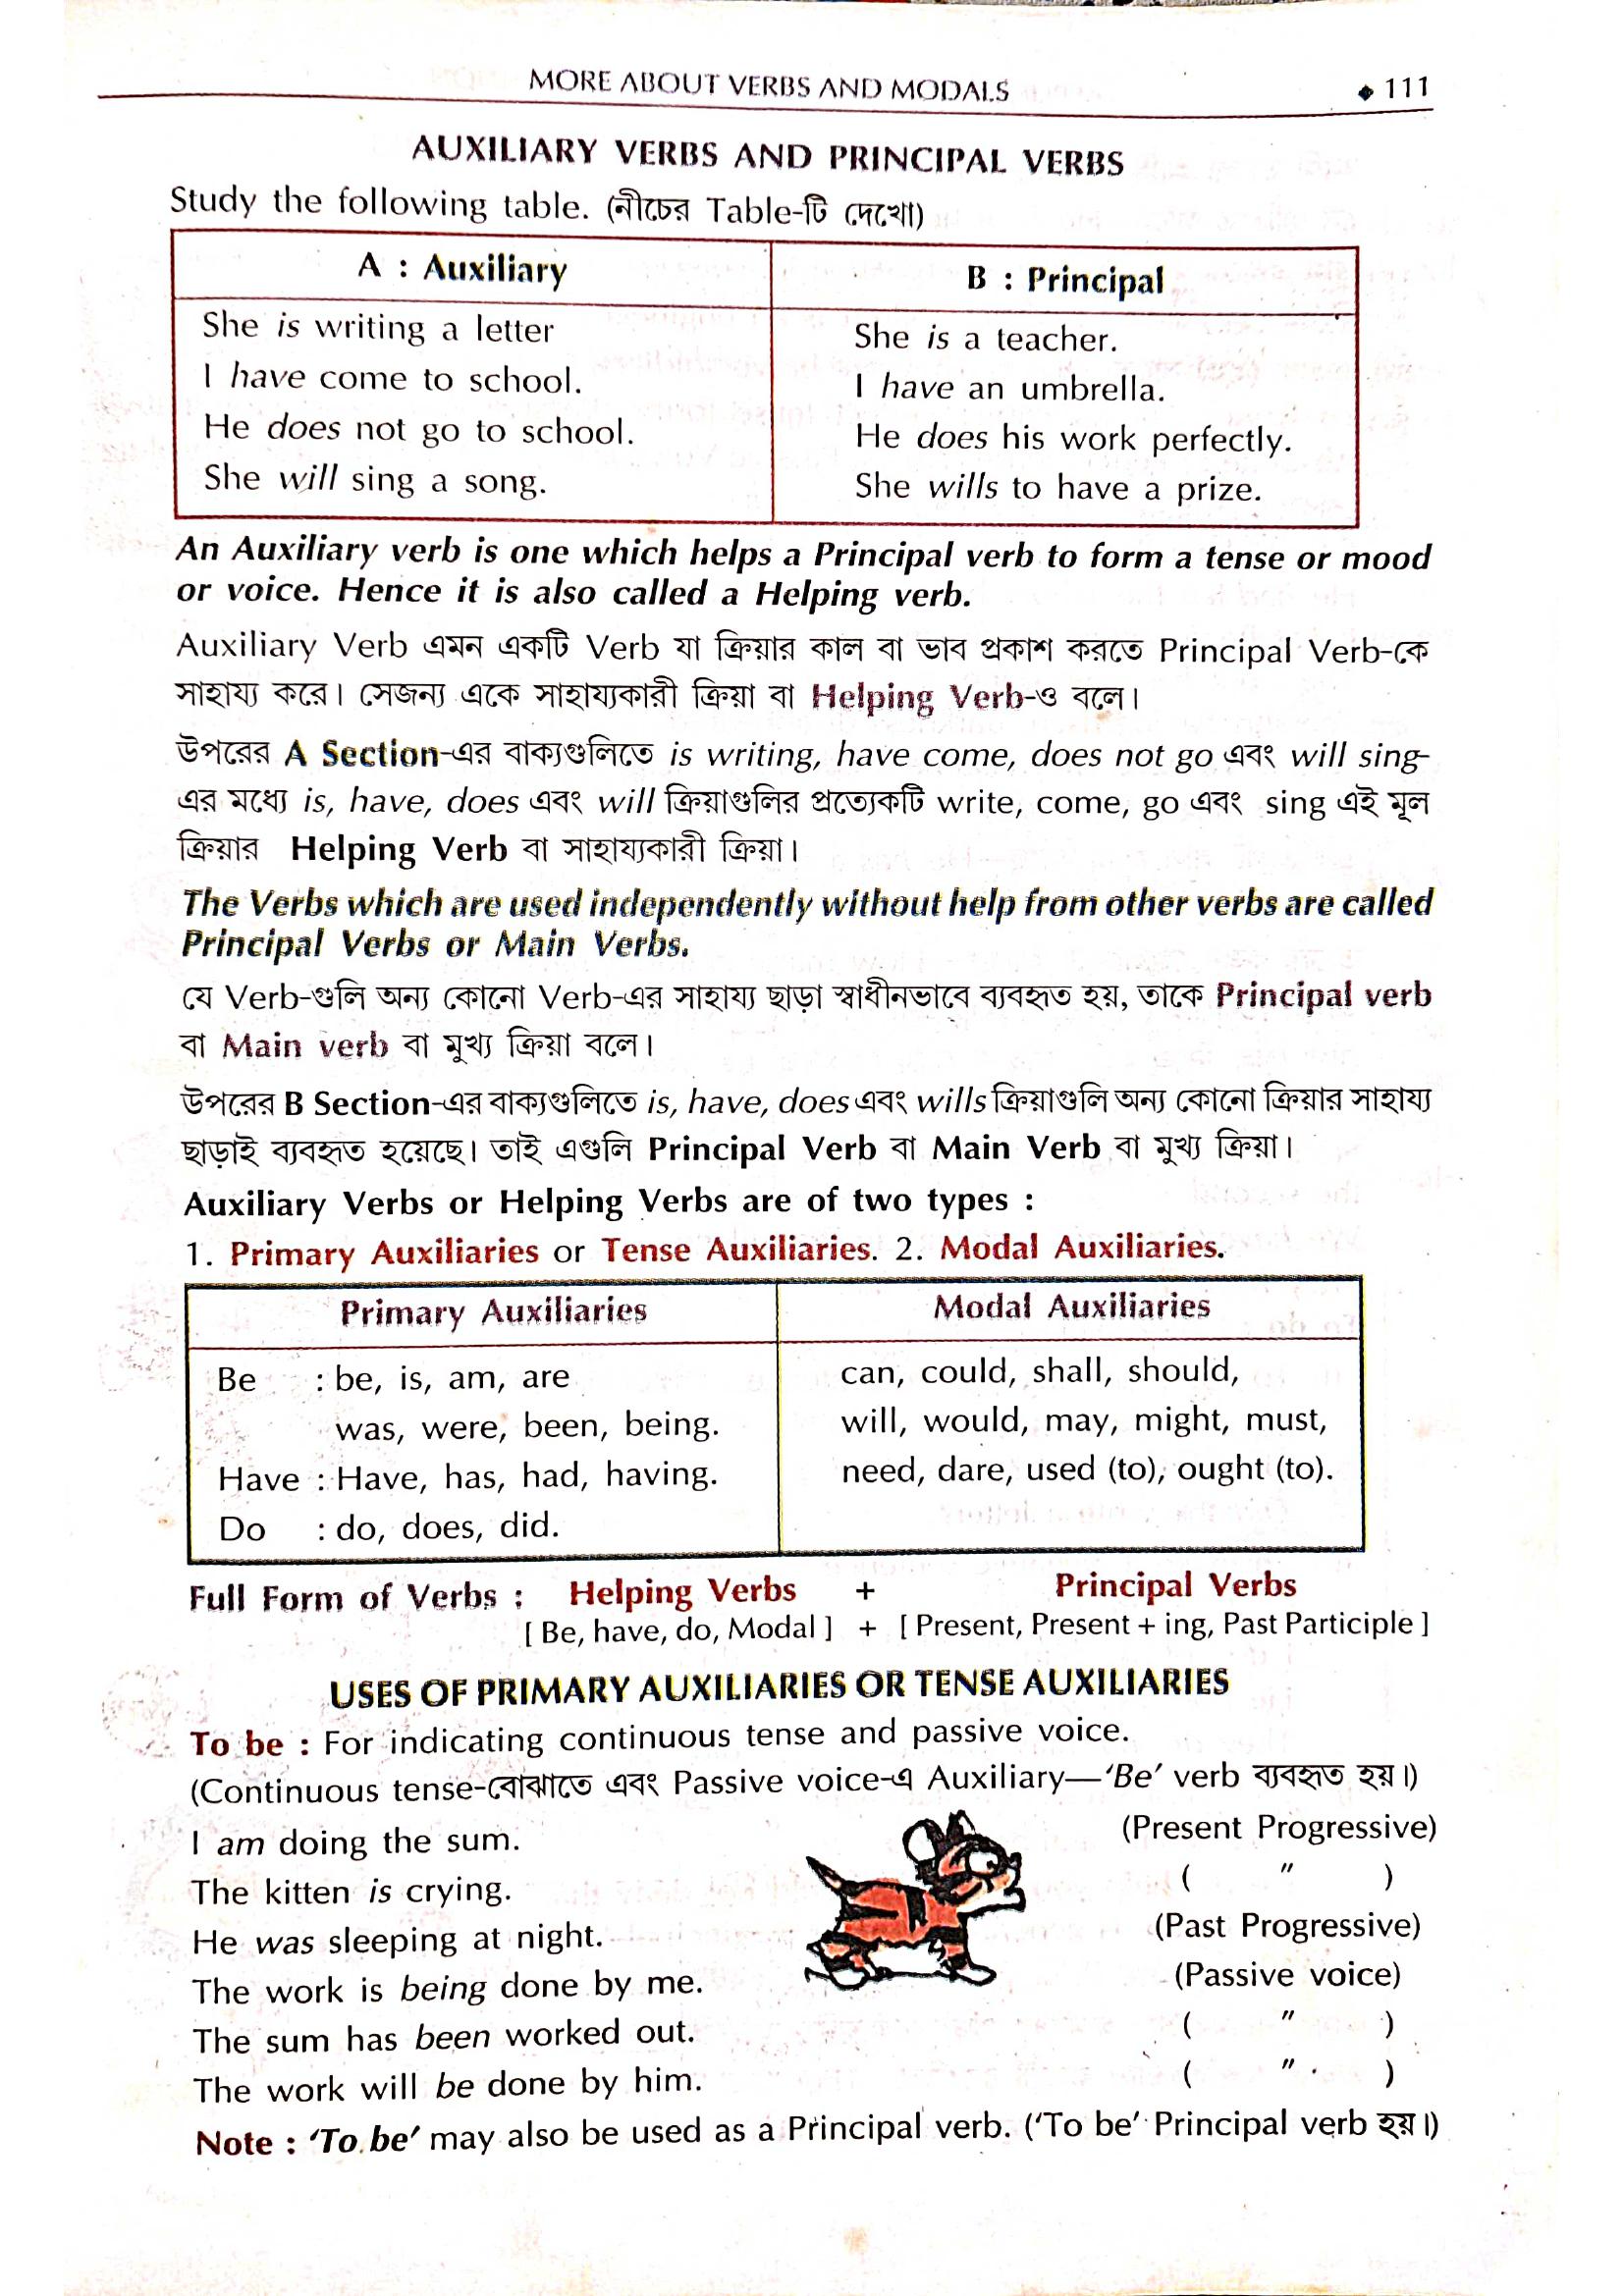 MORE ABOUT VERBS AND MODALS ◆ 111
AUXILIARY VERBS AND PRINCIPAL VERBS
Study the following table. (নীচের Table-টি দেখো)
A : Auxiliary B : Principal
She is writing a letter She is a teacher.
I have come to school. I have an umbrella.
He does not go to school. He does his work perfectly.
She will sing a song. She wills to have a prize.
An Auxiliary verb is one which helps a Principal verb to form a tense or mood
or voice. Hence it is also called a Helping verb.
Auxiliary Verb এমন একটি Verb যা ক্রিয়ার কাল বা ভাব প্রকাশ করতে Principal Verb-কে
সাহায্য করে। সেজন্য একে সাহায্যকারী ক্রিয়া বা Helping Verb-ও বলে।
উপরের A Section-এর বাক্যগুলিতে is writing, have come, does not go এবং will sing-
এর মধ্যে is, have, does এবং will ক্রিয়াগুলির প্রত্যেকটি write, come, go এবং sing এই মূল
ক্রিয়ার Helping Verb বা সাহায্যকারী ক্রিয়া।
The Verbs which are used independently without help from other verbs are called
Principal Verbs or Main Verbs.
যে Verb-গুলি অন্য কোনো Verb-এর সাহায্য ছাড়া স্বাধীনভাবে ব্যবহৃত হয়, তাকে Principal verb
বা Main verb বা মুখ্য ক্রিয়া বলে।
উপরের B Section-এর বাক্যগুলিতে is, have, does এবং wills ক্রিয়াগুলি অন্য কোনো ক্রিয়ার সাহায্য
ছাড়াই ব্যবহৃত হয়েছে। তাই এগুলি Principal Verb বা Main Verb বা মুখ্য ক্রিয়া।
Auxiliary Verbs or Helping Verbs are of two types :
1. Primary Auxiliaries or Tense Auxiliaries. 2. Modal Auxiliaries.
Primary Auxiliaries Modal Auxiliaries
Be : be, is, am, are can, could, shall, should,
was, were, been, being. will, would, may, might, must,
Have : Have, has, had, having. need, dare, used (to), ought (to).
Do : do, does, did.
Full Form of Verbs : Helping Verbs + Principal Verbs
[ Be, have, do, Modal ] + [ Present, Present + ing, Past Participle ]
USES OF PRIMARY AUXILIARIES OR TENSE AUXILIARIES
To be : For indicating continuous tense and passive voice.
(Continuous tense-বোঝাতে এবং Passive voice-এ Auxiliary—‘Be’ verb ব্যবহৃত হয়।)
I am doing the sum. (Present Progressive)
The kitten is crying. ( ” )
He was sleeping at night. (Past Progressive)
The work is being done by me. (Passive voice)
The sum has been worked out. ( ” )
The work will be done by him. ( ” )
Note : ‘To be’ may also be used as a Principal verb. (‘To be’ Principal verb হয়।)